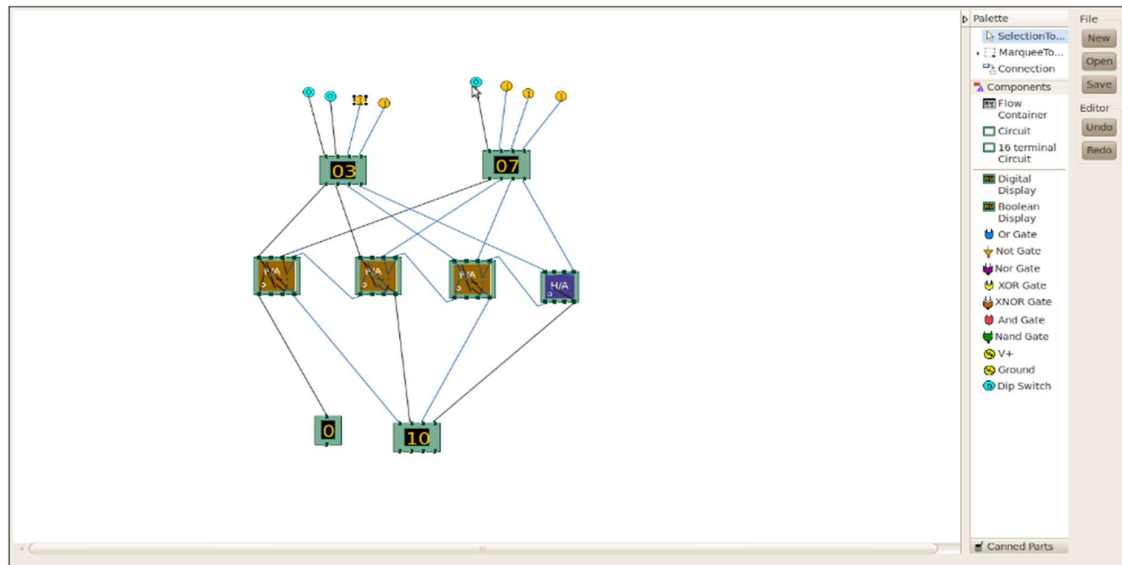 Palette
SelectionTo...
MarqueeTo...
Connection
Components
Flow
Container
Circuit
16 terminal
Circuit
Digital
Display
Boolean
Display
Or Gate
Not Gate
Nor Gate
XOR Gate
XNOR Gate
And Gate
Nand Gate
V+
Ground
Dip Switch
Canned Parts
File
New
Open
Save
Editor
Undo
Redo
03
07
H/A
0
10